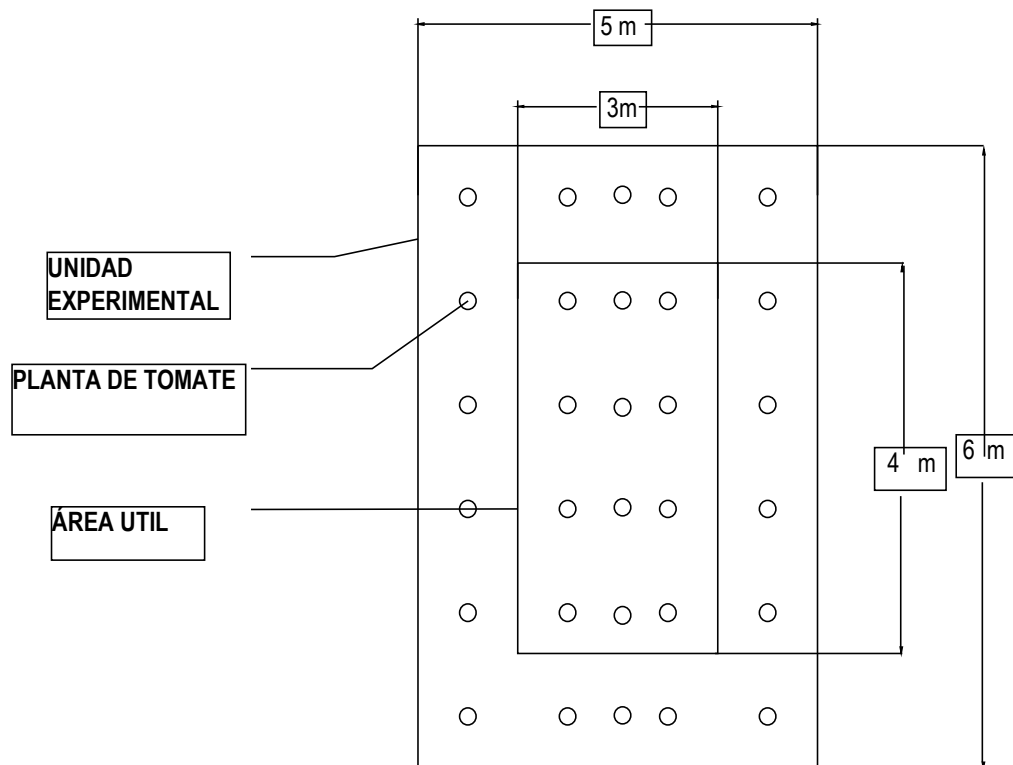 5 m
3m
UNIDAD
EXPERIMENTAL
PLANTA DE TOMATE
4 m
6 m
ÁREA UTIL